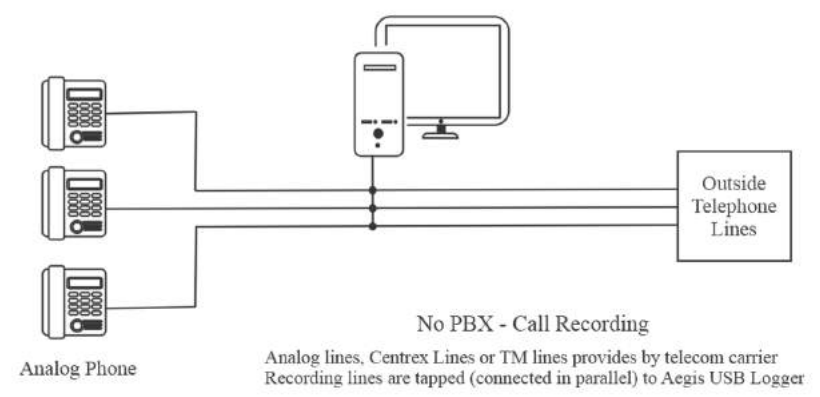 Outside
Telephone
Lines
No PBX - Call Recording
Analog Phone
Analog lines, Centrex Lines or TM lines provides by telecom carrier
Recording lines are tapped (connected in parallel) to Aegis USB Logger